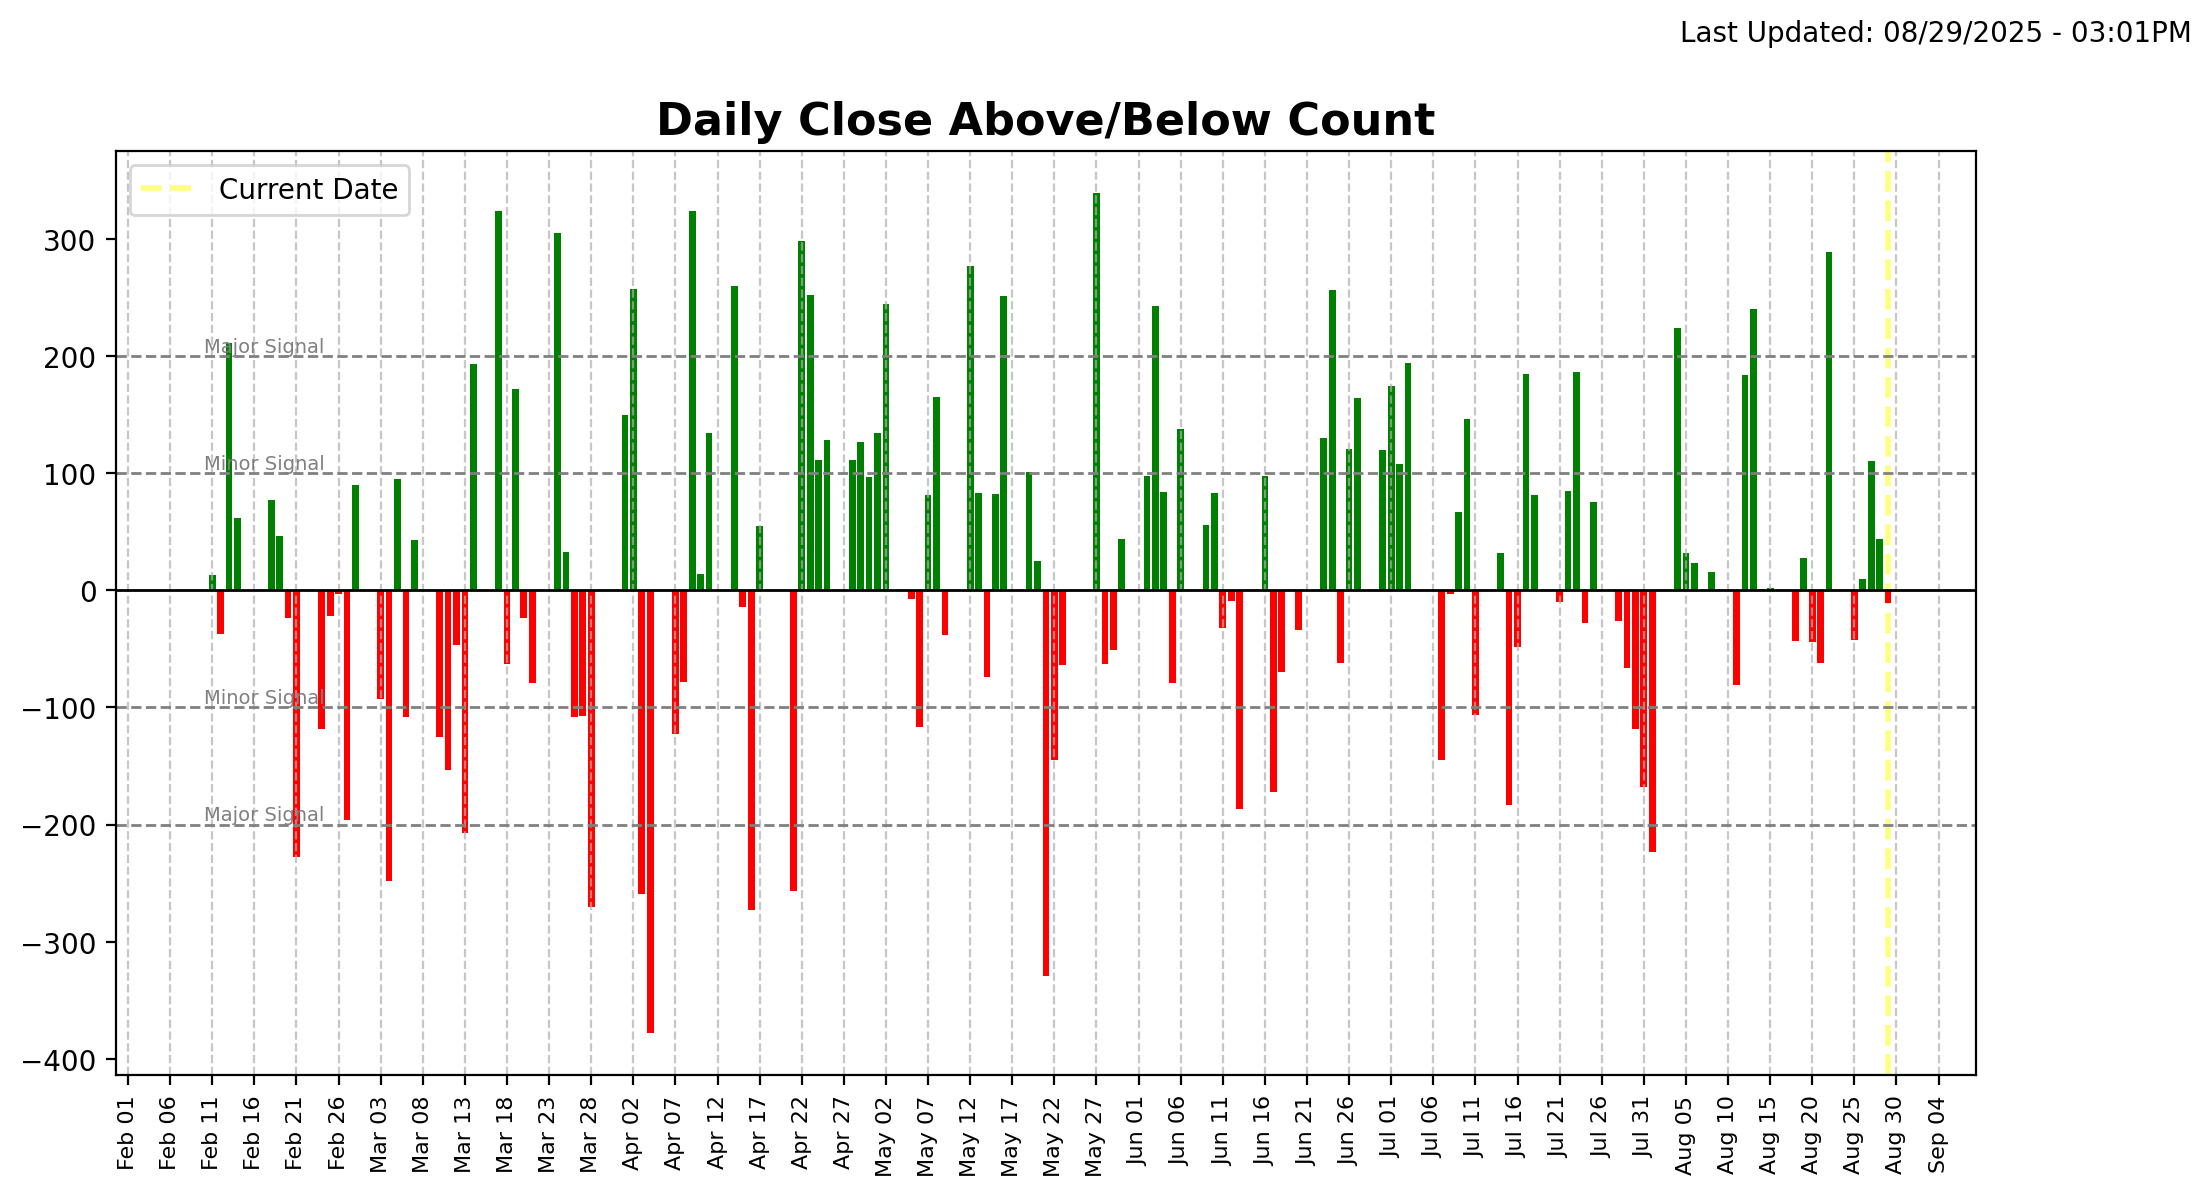 Last Updated: 08/29/2025 - 03:01PM
Daily Close Above/Below Count
Current Date
300
200
100
0
−100
−200
−300
−400
Major Signal
Minor Signal
Minor Signal
Major Signal
Feb 01
Feb 06
Feb 11
Feb 16
Feb 21
Feb 26
Mar 03
Mar 08
Mar 13
Mar 18
Mar 23
Mar 28
Apr 02
Apr 07
Apr 12
Apr 17
Apr 22
Apr 27
May 02
May 07
May 12
May 17
May 22
May 27
Jun 01
Jun 06
Jun 11
Jun 16
Jun 21
Jun 26
Jul 01
Jul 06
Jul 11
Jul 16
Jul 21
Jul 26
Jul 31
Aug 05
Aug 10
Aug 15
Aug 20
Aug 25
Aug 30
Sep 04